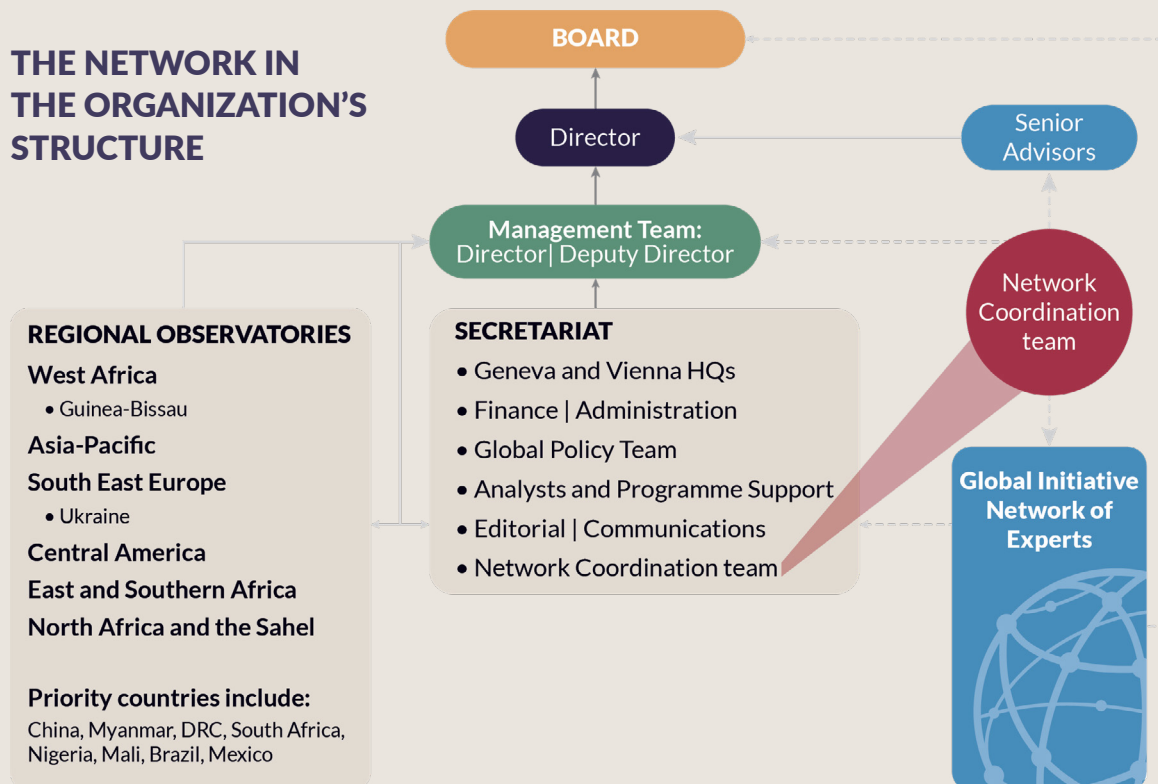 THE NETWORK IN
THE ORGANIZATION'S
STRUCTURE
BOARD
Director
Senior
Advisors
Management Team:
Director| Deputy Director
Network
Coordination
team
REGIONAL OBSERVATORIES
West Africa
• Guinea-Bissau
Asia-Pacific
South East Europe
• Ukraine
Central America
East and Southern Africa
North Africa and the Sahel
Priority countries include:
China, Myanmar, DRC, South Africa,
Nigeria, Mali, Brazil, Mexico
SECRETARIAT
• Geneva and Vienna HQs
• Finance | Administration
• Global Policy Team
• Analysts and Programme Support
• Editorial | Communications
• Network Coordination team
Global Initiative
Network of
Experts